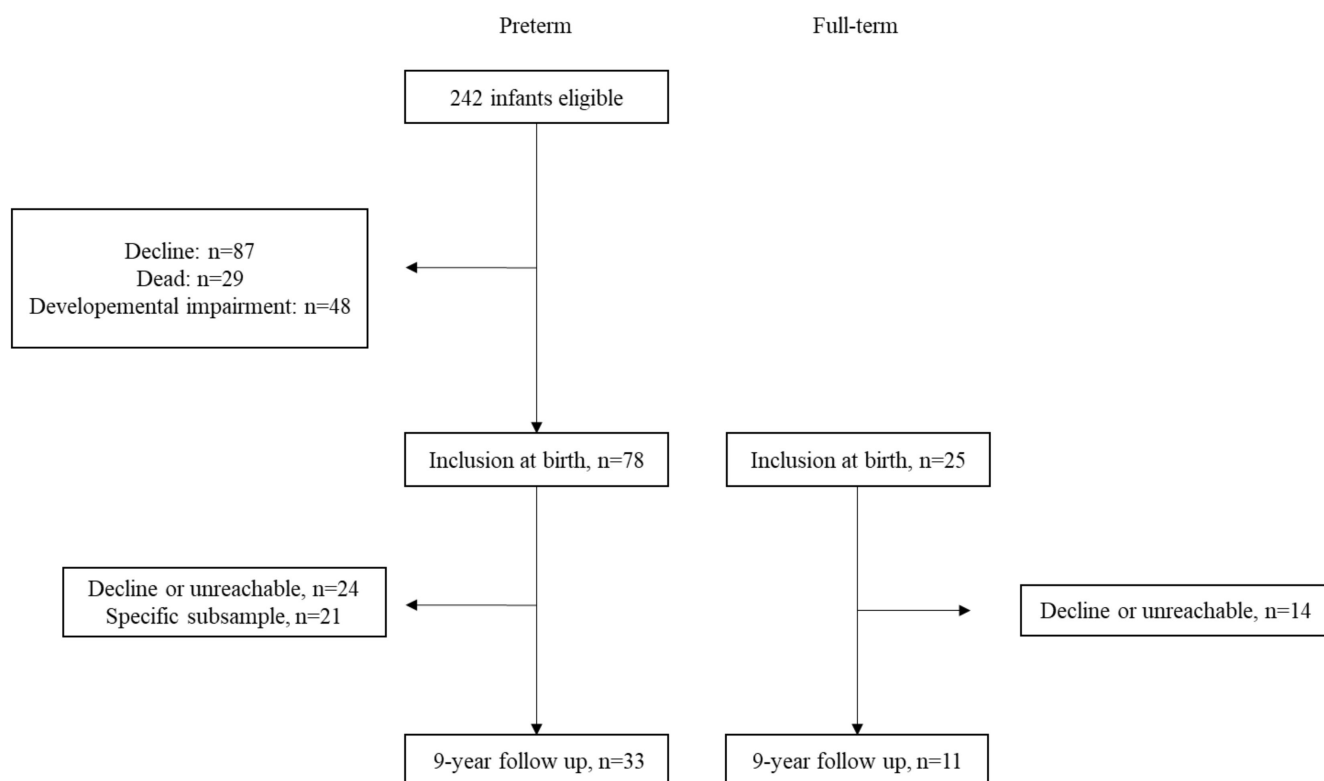 Preterm
Full-term
242 infants eligible
Decline: n=87
Dead: n=29
Developemental impairment: n=48
Inclusion at birth, n=78
Inclusion at birth, n=25
Decline or unreachable, n=24
Specific subsample, n=21
Decline or unreachable, n=14
9-year follow up, n=33
9-year follow up, n=11